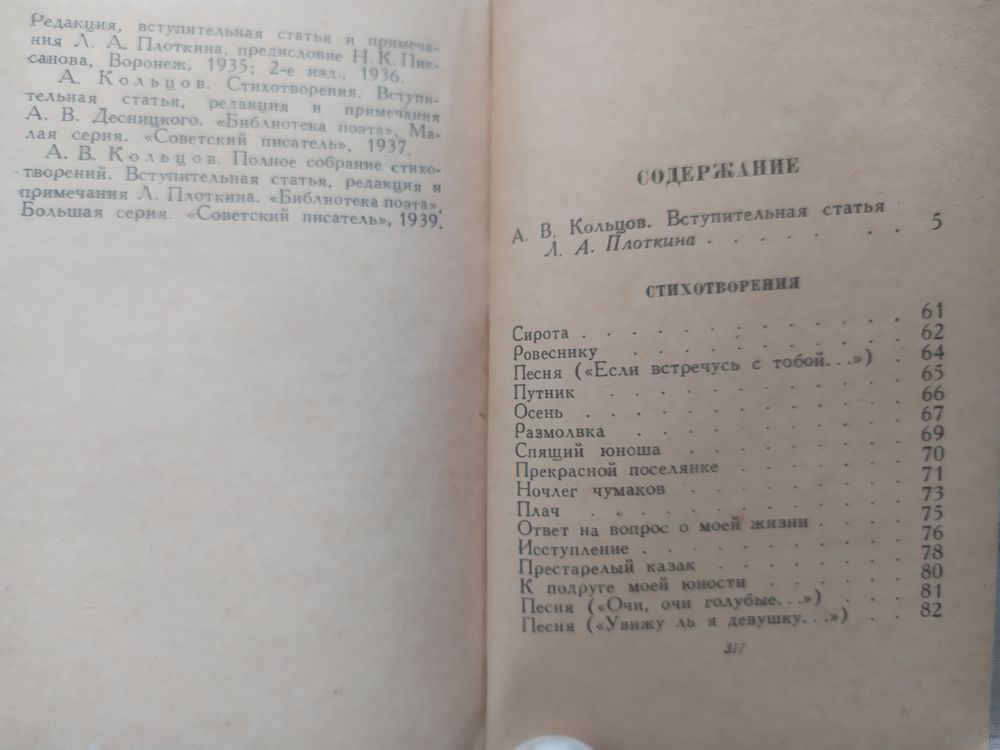 Редакция, вступительная статья и примеча-
ния Л. А. Плоткина, предисловие Н. К. Пик-
санова, Воронеж, 1935; 2-е изд., 1936.
А. Кольцов. Стихотворения. Вступи-
тельная статья, редакция и примечания
А. В. Десницкого. «Библиотека поэта», Ма-
лая серия. «Советский писатель», 1937.
А. В. Кольцов. Полное собрание стихо-
творений. Вступительная статья, редакция и
примечания Л. Плоткина. «Библиотека поэта»,
Большая серия. «Советский писатель», 1939.
СОДЕРЖАНИЕ
А. В. Кольцов. Вступительная статья
Л. А. Плоткина . . . . . . . . 5
СТИХОТВОРЕНИЯ
Сирота . . . . . . . . . . . 61
Ровеснику . . . . . . . . . . 62
Песня («Если встречусь с тобой...») . 64
Путник . . . . . . . . . . . 65
Осень . . . . . . . . . . . 66
Размолвка . . . . . . . . . . 67
Спящий юноша . . . . . . . . 69
Прекрасной поселянке . . . . . . 70
Ночлег чумаков . . . . . . . . 71
Плач . . . . . . . . . . . 73
Ответ на вопрос о моей жизни . . . . 75
Исступление . . . . . . . . . 76
Престарелый казак . . . . . . . 78
К подруге моей юности . . . . . . 80
Песня («Очи, очи голубые...») . . . 81
Песня («Увижу ль я девушку...») . . 82
317